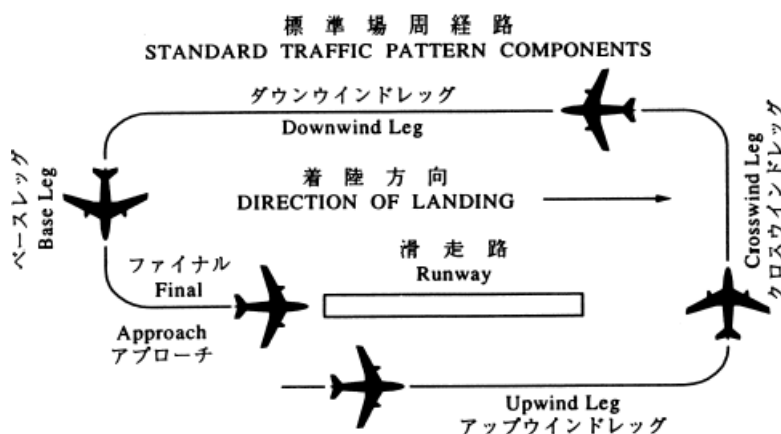 標準場周経路
STANDARD TRAFFIC PATTERN COMPONENTS
ダウンウインドレッグ
Downwind Leg
ベースレッグ
Base Leg
着陸方向
DIRECTION OF LANDING
Crosswind Leg
クロスウインドレッグ
ファイナル
Final
滑走路
Runway
Approach
アプローチ
Upwind Leg
アップウインドレッグ